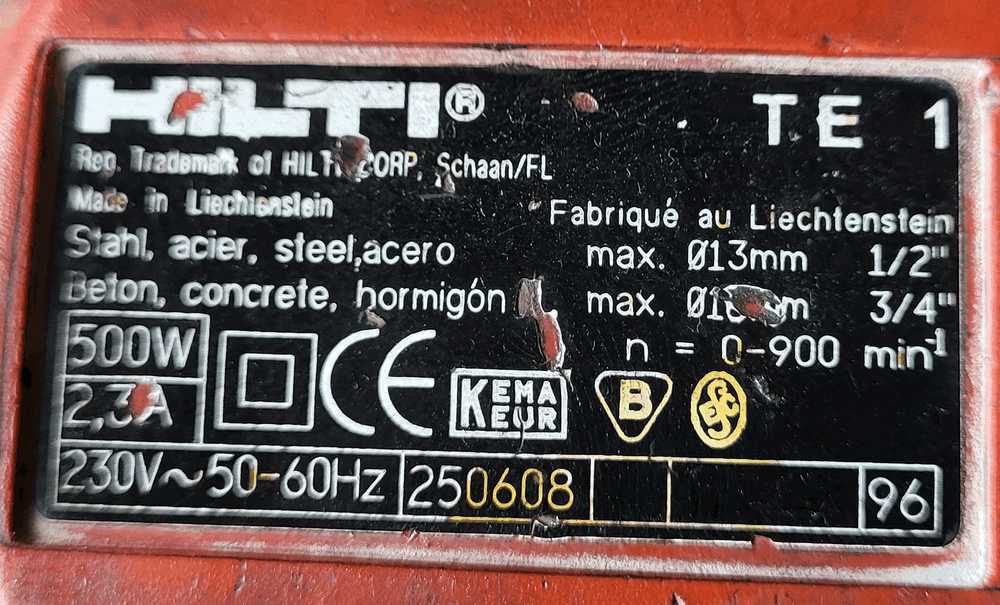 HILTI® TE 1
Reg. Trademark of HILTI CORP, Schaan/FL
Made in Liechtenstein Fabriqué au Liechtenstein
Stahl, acier, steel,acero max. Ø13mm 1/2"
Beton, concrete, hormigón max. 3/4"
500W n = 0-900 min-1
2,3A CE KEMA KEUR B
230V~50-60Hz 250608 96